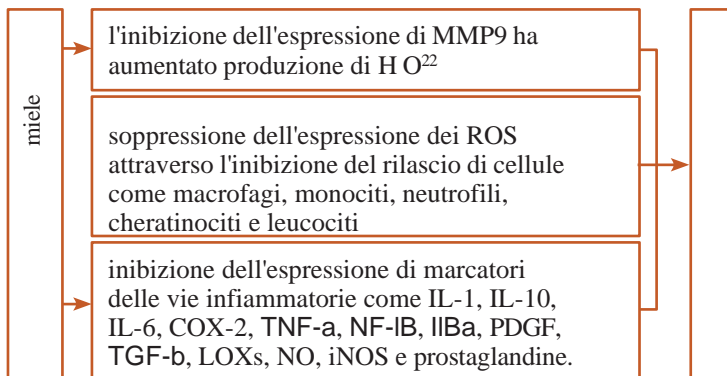 miele
l'inibizione dell'espressione di MMP9 ha
aumentato produzione di H O²²
soppressione dell'espressione dei ROS
attraverso l'inibizione del rilascio di cellule
come macrofagi, monociti, neutrofili,
cheratinociti e leucociti
inibizione dell'espressione di marcatori
delle vie infiammatorie come IL-1, IL-10,
IL-6, COX-2, TNF-a, NF-lB, IlBa, PDGF,
TGF-b, LOXs, NO, iNOS e prostaglandine.